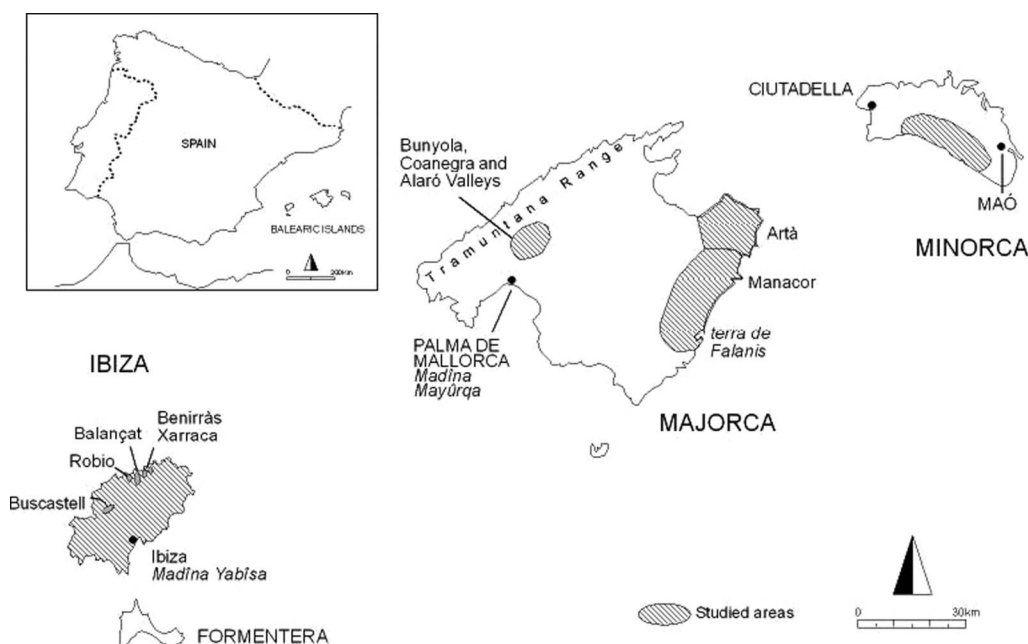 SPAIN
BALEARIC ISLANDS
0 200km
CIUTADELLA
MAÓ
MINORCA
Bunyola,
Coanegra and
Alaró Valleys
Tramuntana Range
Artà
Manacor
terra de
Falanis
PALMA DE
MALLORCA
Madîna
Mayûrqa
MAJORCA
IBIZA
Benirràs
Balançat
Xarraca
Robio
Buscastell
Ibiza
Madîna Yabîsa
FORMENTERA
Studied areas
0 30km